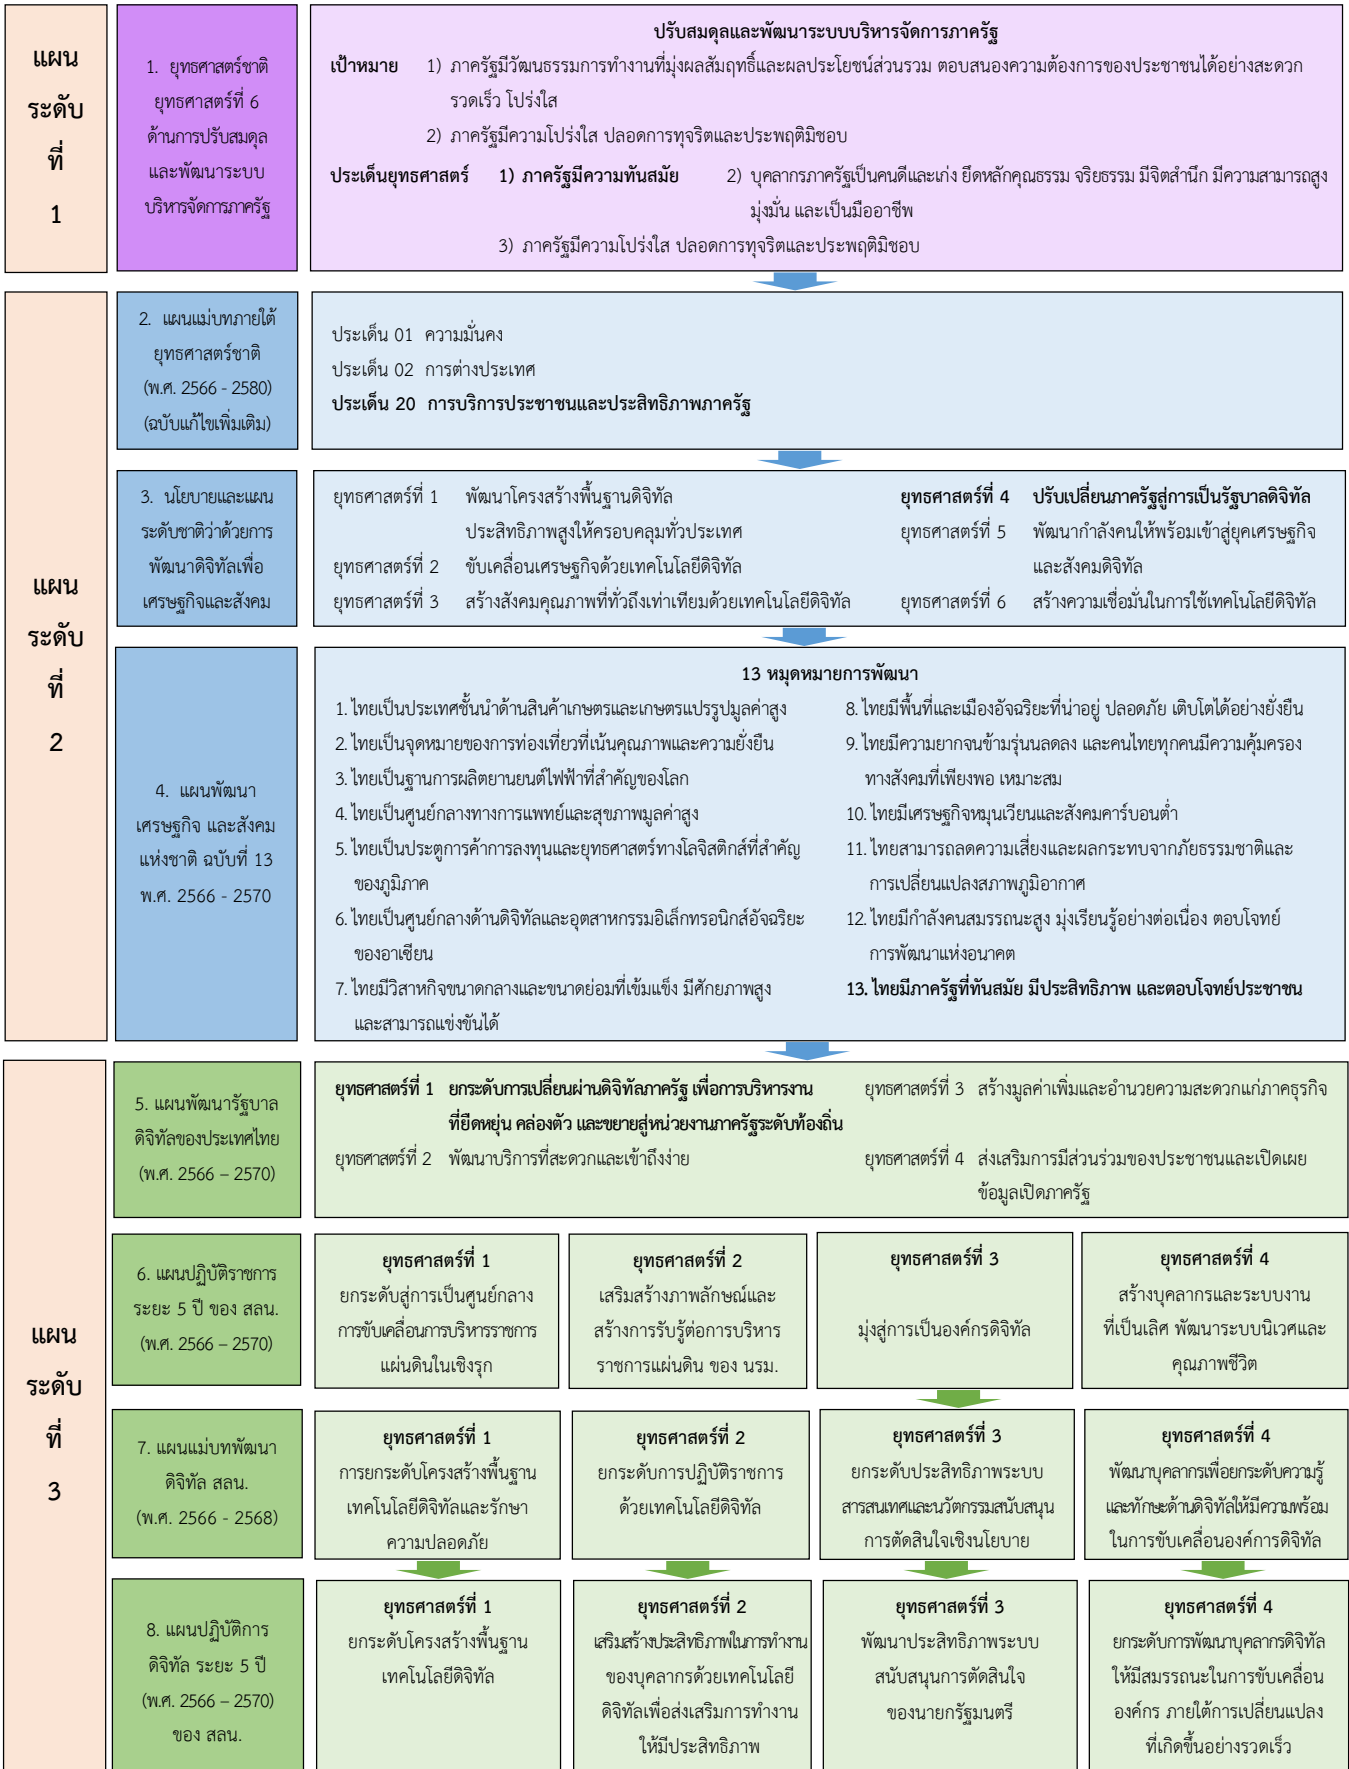 แผน
ระดับ
ที่
1
1. ยุทธศาสตร์ชาติ
ยุทธศาสตร์ที่ 6
ด้านการปรับสมดุล
และพัฒนาระบบ
บริหารจัดการภาครัฐ
ปรับสมดุลและพัฒนาระบบบริหารจัดการภาครัฐ
เป้าหมาย 1) ภาครัฐมีวัฒนธรรมการทำงานที่มุ่งผลสัมฤทธิ์และผลประโยชน์ส่วนรวม ตอบสนองความต้องการของประชาชนได้อย่างสะดวก
รวดเร็ว โปร่งใส
2) ภาครัฐมีความโปร่งใส ปลอดการทุจริตและประพฤติมิชอบ
ประเด็นยุทธศาสตร์ 1) ภาครัฐมีความทันสมัย 2) บุคลากรภาครัฐเป็นคนดีและเก่ง ยึดหลักคุณธรรม จริยธรรม มีจิตสำนึก มีความสามารถสูง
มุ่งมั่น และเป็นมืออาชีพ
3) ภาครัฐมีความโปร่งใส ปลอดการทุจริตและประพฤติมิชอบ
แผน
ระดับ
ที่
2
2. แผนแม่บทภายใต้
ยุทธศาสตร์ชาติ
(พ.ศ. 2566 - 2580)
(ฉบับแก้ไขเพิ่มเติม)
ประเด็น 01 ความมั่นคง
ประเด็น 02 การต่างประเทศ
ประเด็น 20 การบริการประชาชนและประสิทธิภาพภาครัฐ
3. นโยบายและแผน
ระดับชาติว่าด้วยการ
พัฒนาดิจิทัลเพื่อ
เศรษฐกิจและสังคม
ยุทธศาสตร์ที่ 1 พัฒนาโครงสร้างพื้นฐานดิจิทัล
ประสิทธิภาพสูงให้ครอบคลุมทั่วประเทศ
ยุทธศาสตร์ที่ 2 ขับเคลื่อนเศรษฐกิจด้วยเทคโนโลยีดิจิทัล
ยุทธศาสตร์ที่ 3 สร้างสังคมคุณภาพที่ทั่วถึงเท่าเทียมด้วยเทคโนโลยีดิจิทัล
ยุทธศาสตร์ที่ 4 ปรับเปลี่ยนภาครัฐสู่การเป็นรัฐบาลดิจิทัล
ยุทธศาสตร์ที่ 5 พัฒนากำลังคนให้พร้อมเข้าสู่ยุคเศรษฐกิจ
และสังคมดิจิทัล
ยุทธศาสตร์ที่ 6 สร้างความเชื่อมั่นในการใช้เทคโนโลยีดิจิทัล
4. แผนพัฒนา
เศรษฐกิจ และสังคม
แห่งชาติ ฉบับที่ 13
พ.ศ. 2566 - 2570
13 หมุดหมายการพัฒนา
1. ไทยเป็นประเทศชั้นนำด้านสินค้าเกษตรและเกษตรแปรรูปมูลค่าสูง
2. ไทยเป็นจุดหมายของการท่องเที่ยวที่เน้นคุณภาพและความยั่งยืน
3. ไทยเป็นฐานการผลิตยานยนต์ไฟฟ้าที่สำคัญของโลก
4. ไทยเป็นศูนย์กลางทางการแพทย์และสุขภาพมูลค่าสูง
5. ไทยเป็นประตูการค้าการลงทุนและยุทธศาสตร์ทางโลจิสติกส์ที่สำคัญ
ของภูมิภาค
6. ไทยเป็นศูนย์กลางด้านดิจิทัลและอุตสาหกรรมอิเล็กทรอนิกส์อัจฉริยะ
ของอาเซียน
7. ไทยมีวิสาหกิจขนาดกลางและขนาดย่อมที่เข้มแข็ง มีศักยภาพสูง
และสามารถแข่งขันได้
8. ไทยมีพื้นที่และเมืองอัจฉริยะที่น่าอยู่ ปลอดภัย เติบโตได้อย่างยั่งยืน
9. ไทยมีความยากจนข้ามรุ่นนลดลง และคนไทยทุกคนมีความคุ้มครอง
ทางสังคมที่เพียงพอ เหมาะสม
10. ไทยมีเศรษฐกิจหมุนเวียนและสังคมคาร์บอนต่ำ
11. ไทยสามารถลดความเสี่ยงและผลกระทบจากภัยธรรมชาติและ
การเปลี่ยนแปลงสภาพภูมิอากาศ
12. ไทยมีกำลังคนสมรรถนะสูง มุ่งเรียนรู้อย่างต่อเนื่อง ตอบโจทย์
การพัฒนาแห่งอนาคต
13. ไทยมีภาครัฐที่ทันสมัย มีประสิทธิภาพ และตอบโจทย์ประชาชน
แผน
ระดับ
ที่
3
5. แผนพัฒนารัฐบาล
ดิจิทัลของประเทศไทย
(พ.ศ. 2566 – 2570)
ยุทธศาสตร์ที่ 1 ยกระดับการเปลี่ยนผ่านดิจิทัลภาครัฐ เพื่อการบริหารงาน
ที่ยืดหยุ่น คล่องตัว และขยายสู่หน่วยงานภาครัฐระดับท้องถิ่น
ยุทธศาสตร์ที่ 2 พัฒนาบริการที่สะดวกและเข้าถึงง่าย
ยุทธศาสตร์ที่ 3 สร้างมูลค่าเพิ่มและอำนวยความสะดวกแก่ภาคธุรกิจ
ยุทธศาสตร์ที่ 4 ส่งเสริมการมีส่วนร่วมของประชาชนและเปิดเผย
ข้อมูลเปิดภาครัฐ
6. แผนปฏิบัติราชการ
ระยะ 5 ปี ของ สลน.
(พ.ศ. 2566 – 2570)
ยุทธศาสตร์ที่ 1
ยกระดับสู่การเป็นศูนย์กลาง
การขับเคลื่อนการบริหารราชการ
แผ่นดินในเชิงรุก
ยุทธศาสตร์ที่ 2
เสริมสร้างภาพลักษณ์และ
สร้างการรับรู้ต่อการบริหาร
ราชการแผ่นดิน ของ นรม.
ยุทธศาสตร์ที่ 3
มุ่งสู่การเป็นองค์กรดิจิทัล
ยุทธศาสตร์ที่ 4
สร้างบุคลากรและระบบงาน
ที่เป็นเลิศ พัฒนาระบบนิเวศและ
คุณภาพชีวิต
7. แผนแม่บทพัฒนา
ดิจิทัล สลน.
(พ.ศ. 2566 - 2568)
ยุทธศาสตร์ที่ 1
การยกระดับโครงสร้างพื้นฐาน
เทคโนโลยีดิจิทัลและรักษา
ความปลอดภัย
ยุทธศาสตร์ที่ 2
ยกระดับการปฏิบัติราชการ
ด้วยเทคโนโลยีดิจิทัล
ยุทธศาสตร์ที่ 3
ยกระดับประสิทธิภาพระบบ
สารสนเทศและนวัตกรรมสนับสนุน
การตัดสินใจเชิงนโยบาย
ยุทธศาสตร์ที่ 4
พัฒนาบุคลากรเพื่อยกระดับความรู้
และทักษะด้านดิจิทัลให้มีความพร้อม
ในการขับเคลื่อนองค์การดิจิทัล
8. แผนปฏิบัติการ
ดิจิทัล ระยะ 5 ปี
(พ.ศ. 2566 – 2570)
ของ สลน.
ยุทธศาสตร์ที่ 1
ยกระดับโครงสร้างพื้นฐาน
เทคโนโลยีดิจิทัล
ยุทธศาสตร์ที่ 2
เสริมสร้างประสิทธิภาพในการทำงาน
ของบุคลากรด้วยเทคโนโลยี
ดิจิทัลเพื่อส่งเสริมการทำงาน
ให้มีประสิทธิภาพ
ยุทธศาสตร์ที่ 3
พัฒนาประสิทธิภาพระบบ
สนับสนุนการตัดสินใจ
ของนายกรัฐมนตรี
ยุทธศาสตร์ที่ 4
ยกระดับการพัฒนาบุคลากรดิจิทัล
ให้มีสมรรถนะในการขับเคลื่อน
องค์กร ภายใต้การเปลี่ยนแปลง
ที่เกิดขึ้นอย่างรวดเร็ว